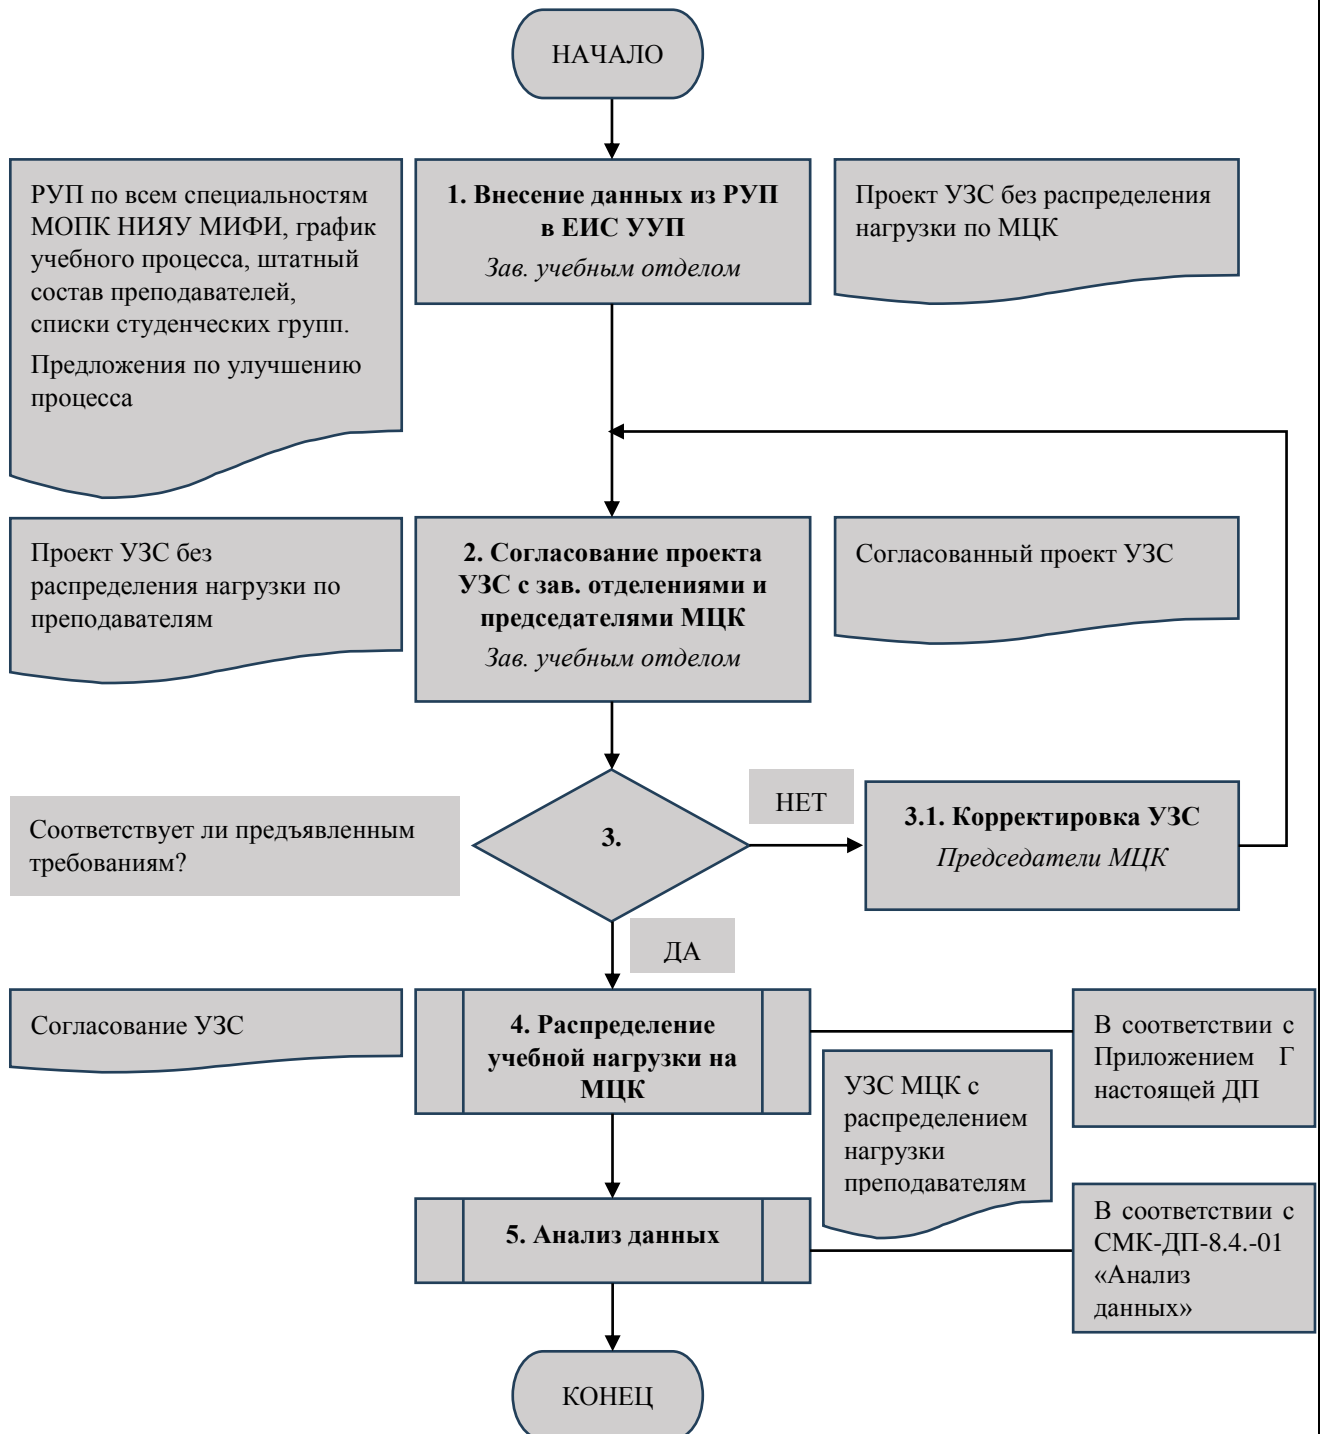 НАЧАЛО
РУП по всем специальностям
МОПК НИЯУ МИФИ, график
учебного процесса, штатный
состав преподавателей,
списки студенческих групп.
Предложения по улучшению
процесса
1. Внесение данных из РУП
в ЕИС УУП
Зав. учебным отделом
Проект УЗС без распределения
нагрузки по МЦК
Проект УЗС без
распределения нагрузки по
преподавателям
2. Согласование проекта
УЗС с зав. отделениями и
председателями МЦК
Зав. учебным отделом
Согласованный проект УЗС
Соответствует ли предъявленным
требованиям?
3.
НЕТ
3.1. Корректировка УЗС
Председатели МЦК
ДА
Согласование УЗС
4. Распределение
учебной нагрузки на
МЦК
В соответствии с
Приложением Г
настоящей ДП
УЗС МЦК с
распределением
нагрузки
преподавателям
5. Анализ данных
В соответствии с
СМК-ДП-8.4.-01
«Анализ
данных»
КОНЕЦ